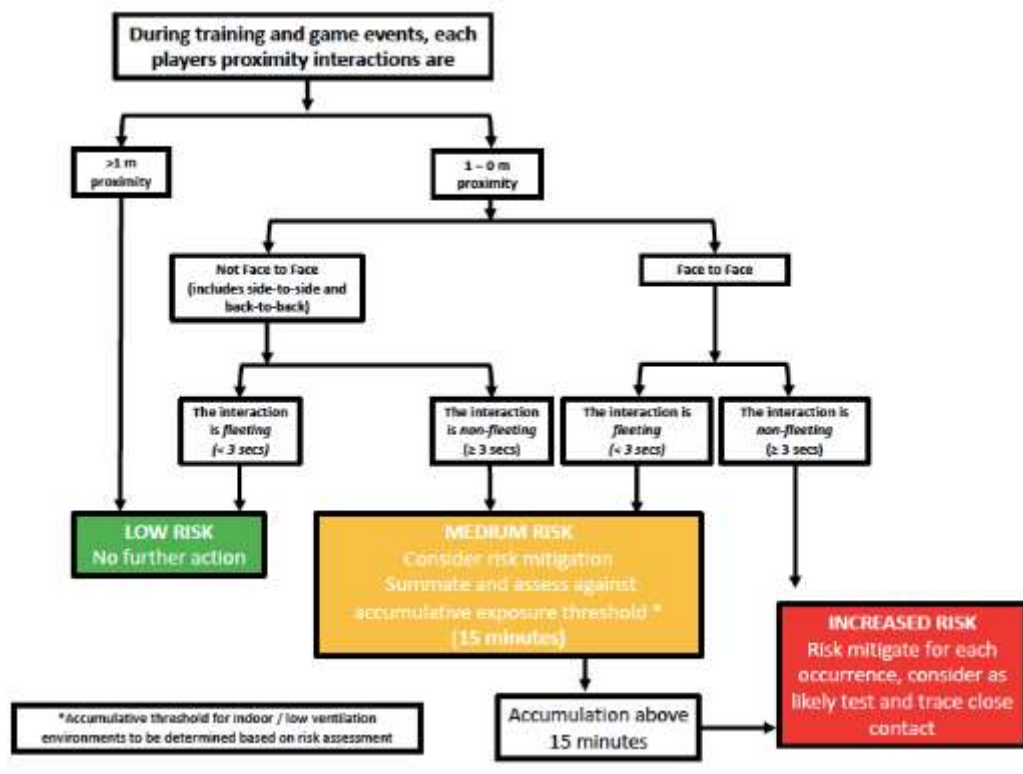 During training and game events, each
players proximity interactions are
>1 m
proximity
1 – 0 m
proximity
Not Face to Face
(includes side-to-side and
back-to-back)
Face to Face
The interaction
is fleeting
(< 3 secs)
The interaction
is non-fleeting
(≥ 3 secs)
The interaction is
fleeting
(< 3 secs)
The interaction is
non-fleeting
(≥ 3 secs)
LOW RISK
No further action
MEDIUM RISK
Consider risk mitigation
Summate and assess against
accumulative exposure threshold *
(15 minutes)
INCREASED RISK
Risk mitigate for each
occurrence, consider as
likely test and trace close
contact
Accumulation above
15 minutes
*Accumulative threshold for indoor / low ventilation
environments to be determined based on risk assessment